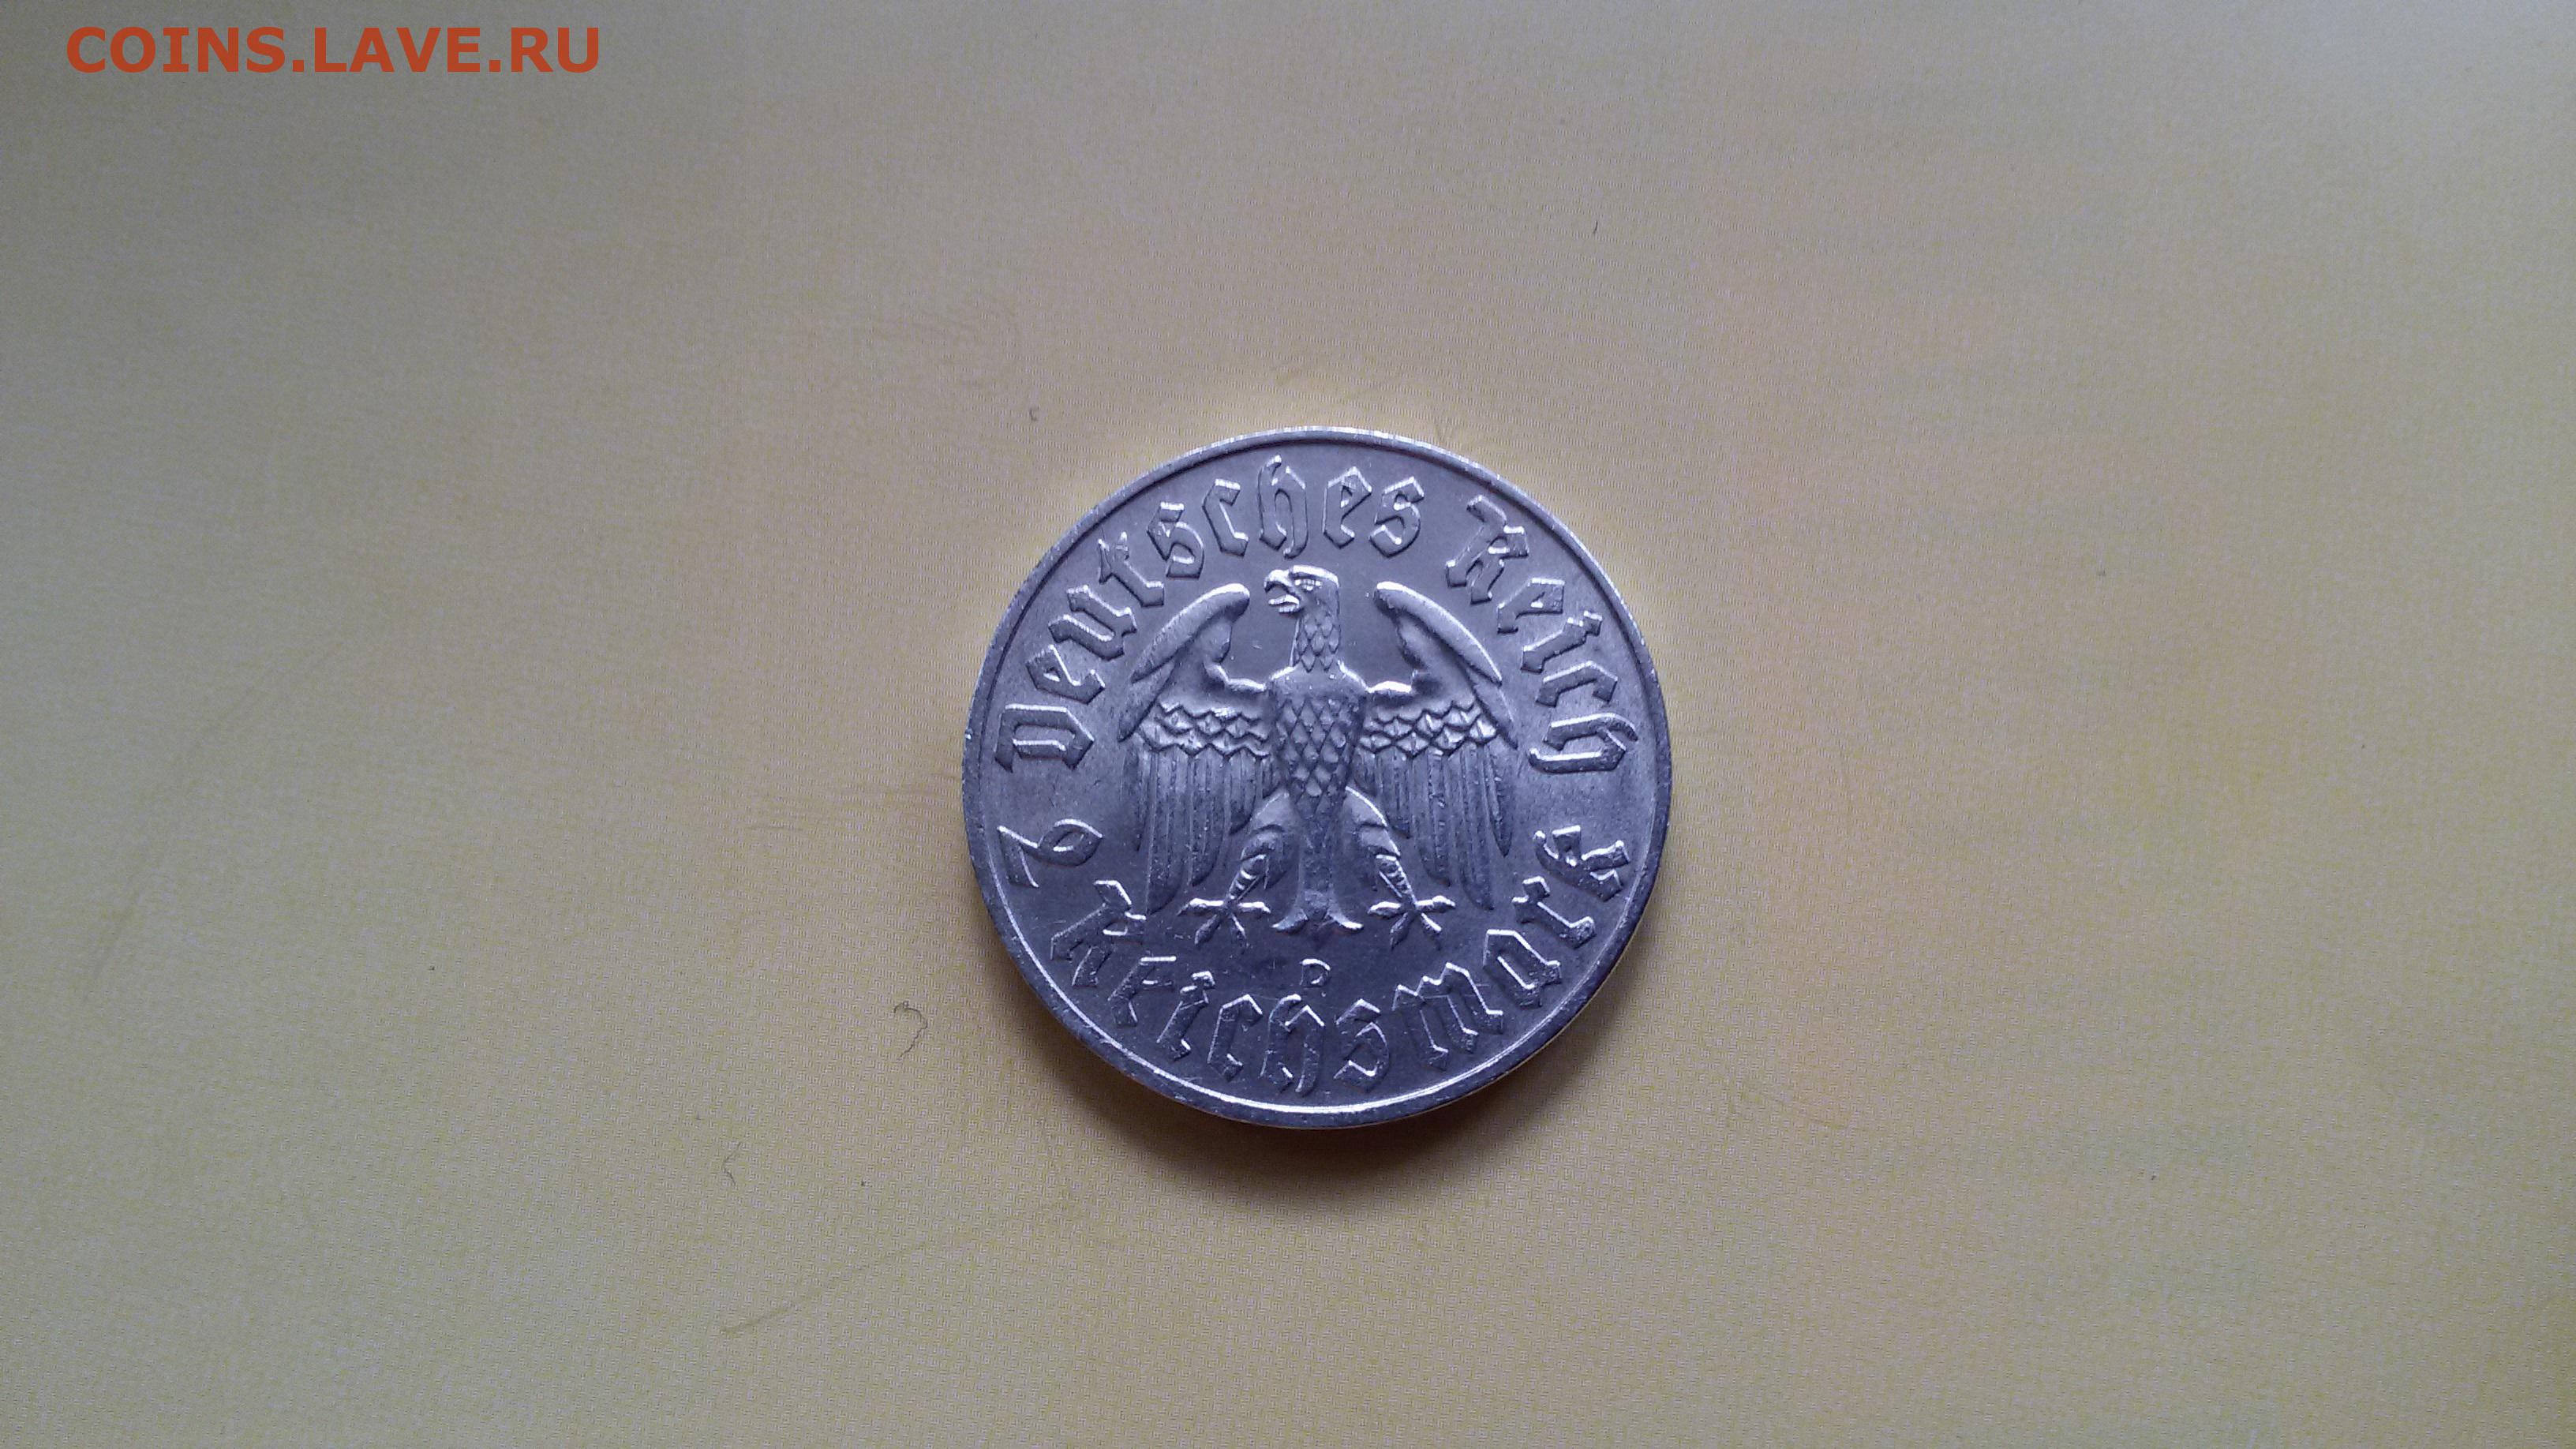 COINS.LAVE.RU
Deutsches Reich
2 Reichsmark
D